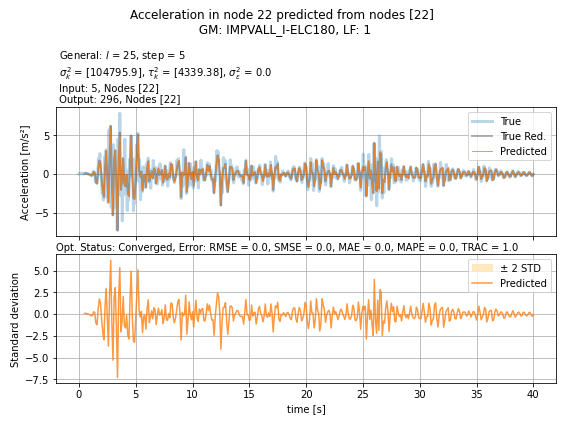 Acceleration in node 22 predicted from nodes [22]
GM: IMPVALL_I-ELC180, LF: 1
General: l = 25, step = 5
σ²ₖ = [104795.9], τ²ₖ = [4339.38], σ²ε = 0.0
Input: 5, Nodes [22]
Output: 296, Nodes [22]
Acceleration [m/s²]
5
0
−5
True
True Red.
Predicted
Opt. Status: Converged, Error: RMSE = 0.0, SMSE = 0.0, MAE = 0.0, MAPE = 0.0, TRAC = 1.0
Standard deviation
5.0
2.5
0.0
−2.5
−5.0
−7.5
± 2 STD
Predicted
0 5 10 15 20 25 30 35 40
time [s]